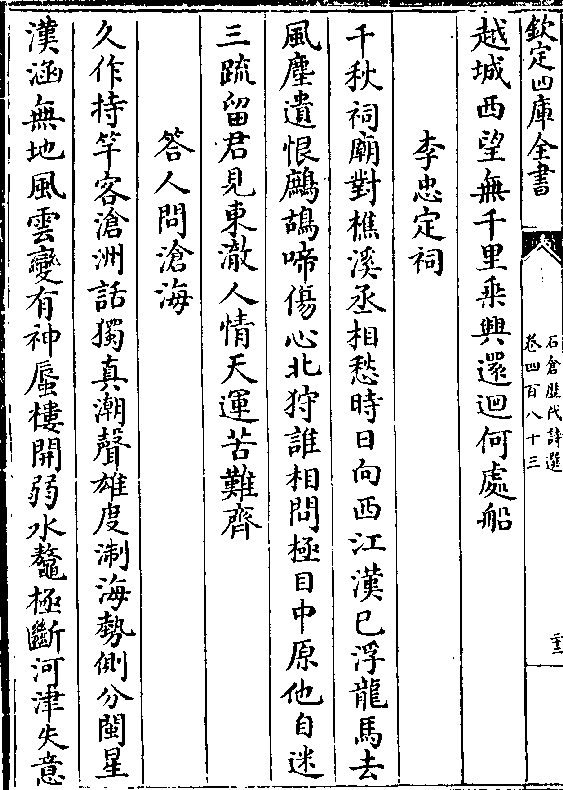 欽定四庫全書
石倉歷代詩選
卷四百八十三
越城西望無千里乗興還迴何處船
李忠定祠
千秋祠廟對樵溪丞相愁時日向西江漢已浮龍馬去
風塵遺恨鷓鴣啼傷心北狩誰相問極目中原他自迷
三疏留君見東澈人情天運苦難齊
答人問滄海
久作持竿客滄洲話獨真潮聲雄度淛海勢側分閩星
漢涵無地風雲變有神蜃樓開弱水鼇極斷河津失意